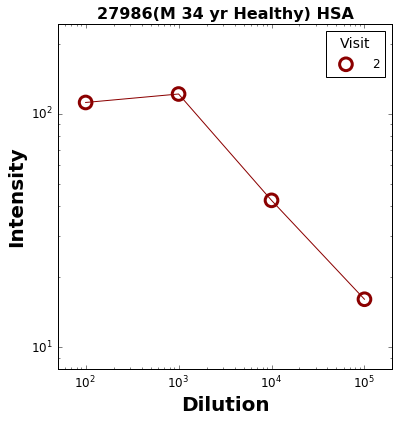 27986(M 34 yr Healthy) HSA
Visit
2
10²
10¹
Intensity
10² 10³ 10⁴ 10⁵
Dilution